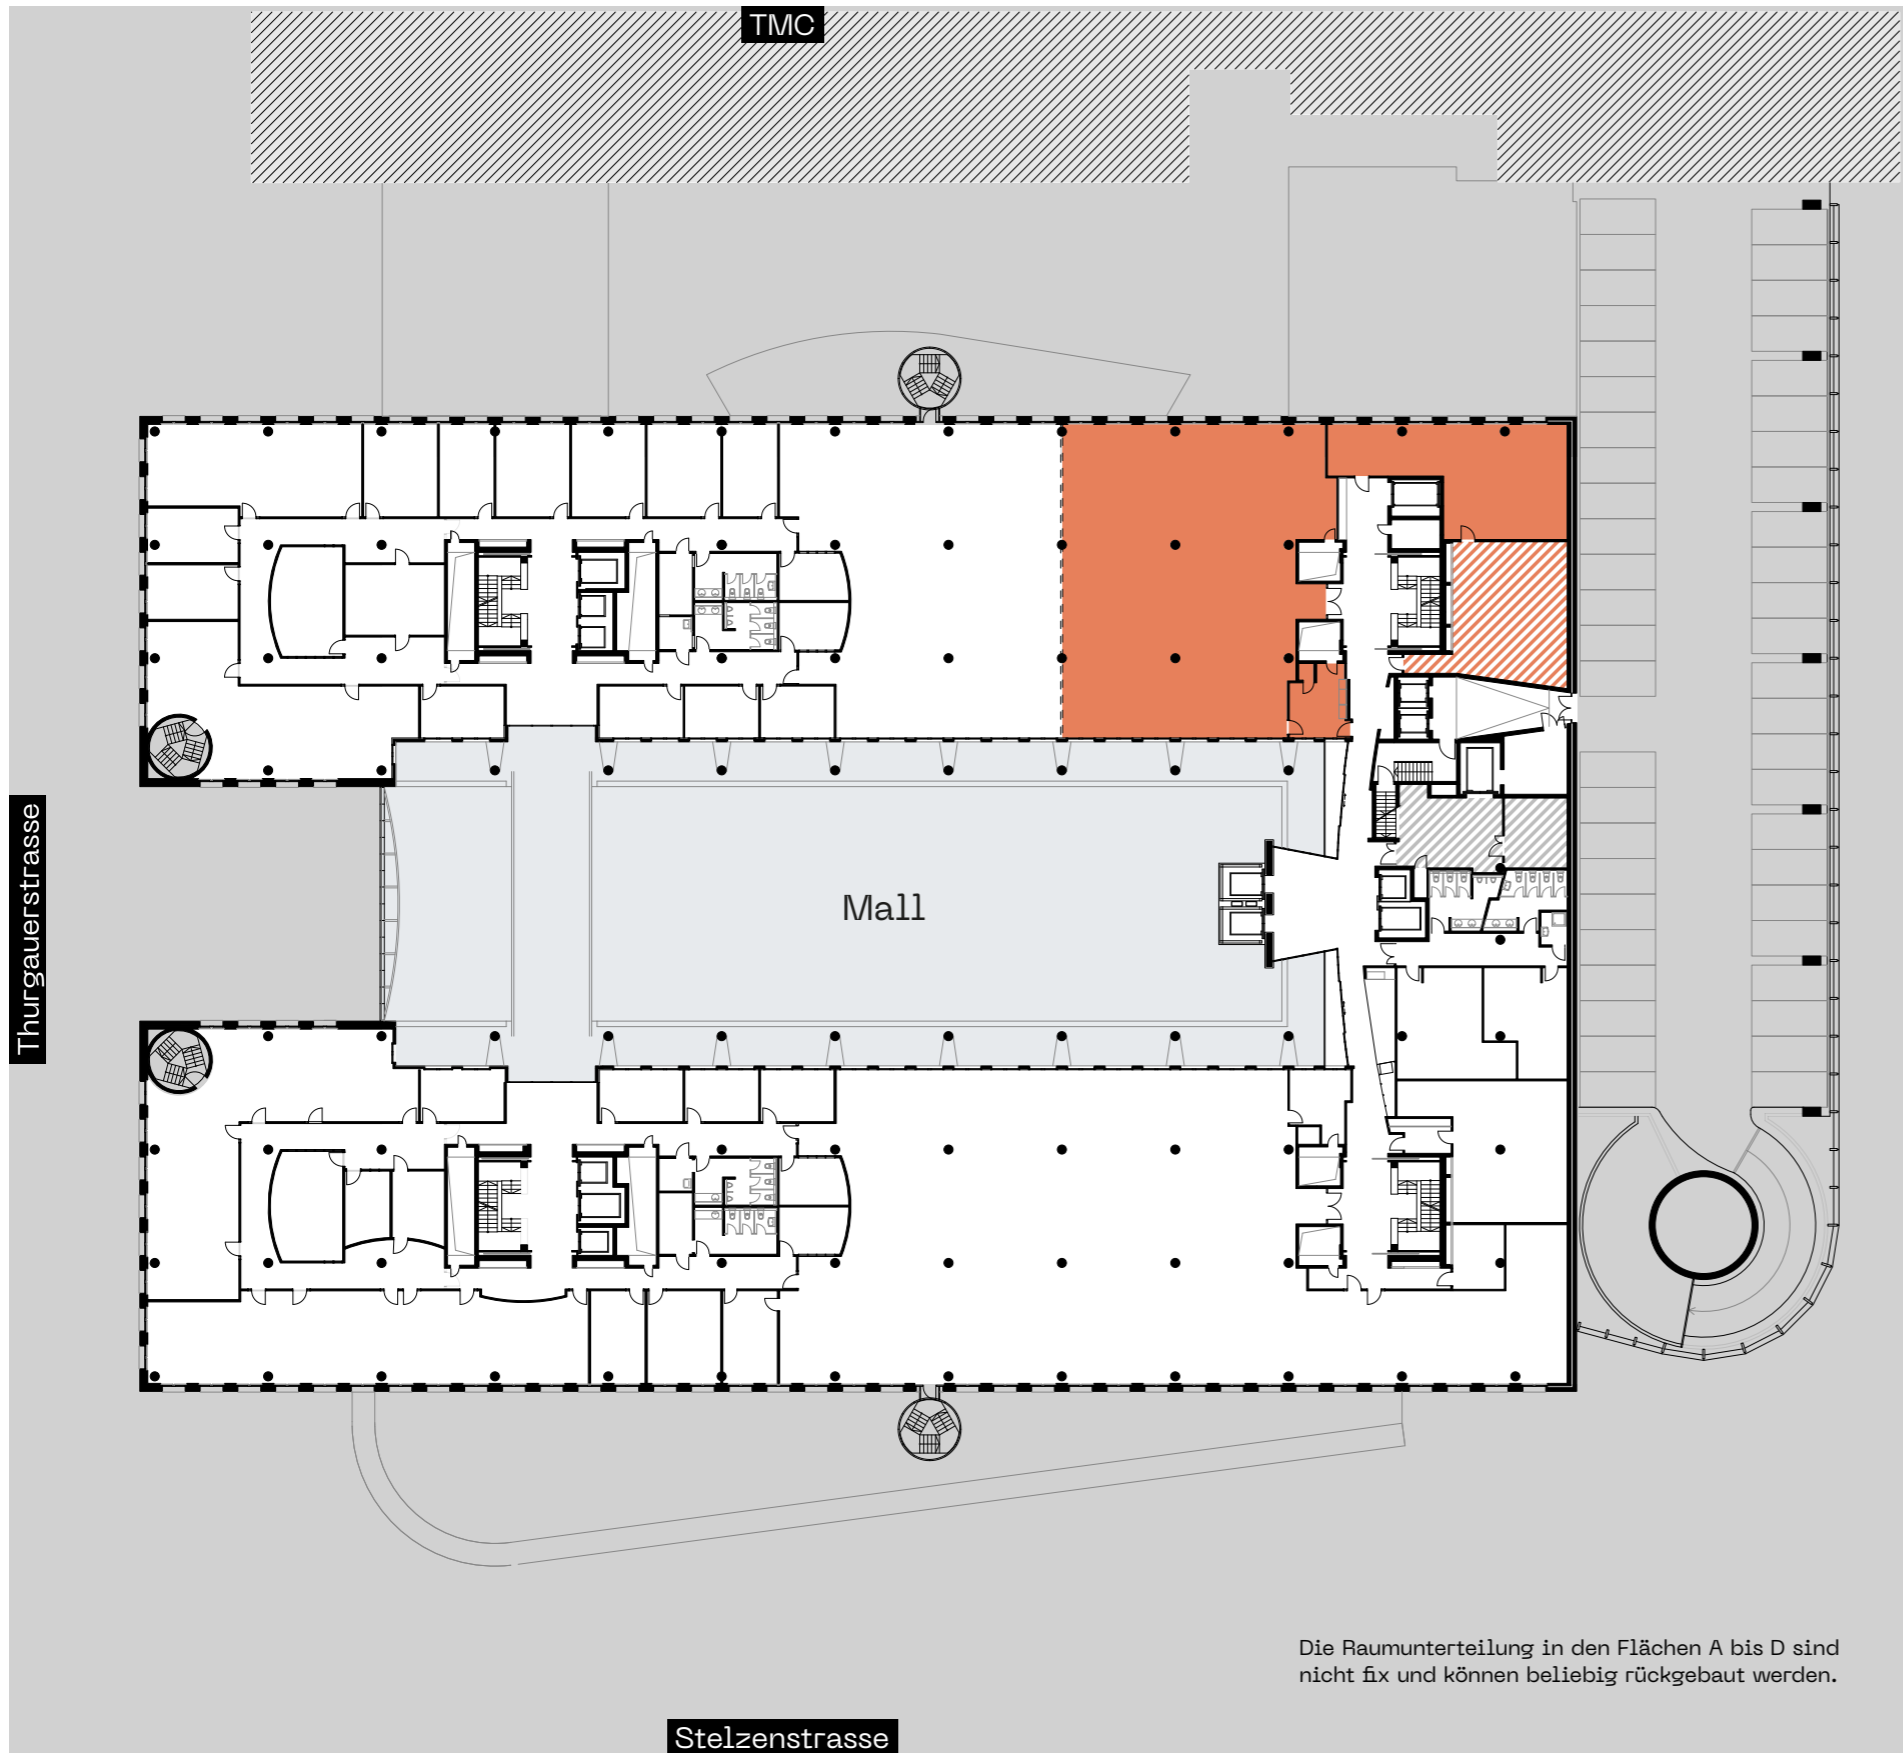 TMC
Thurgauerstrasse
Mall
Die Raumunterteilung in den Flächen A bis D sind
nicht fix und können beliebig rückgebaut werden.
Stelzenstrasse